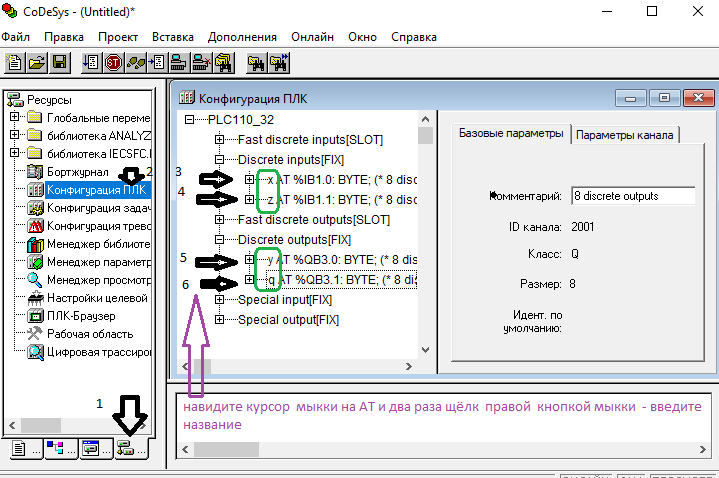 CoDeSys - (Untitled)*
Файл Правка Проект Вставка Дополнения Онлайн Окно Справка
Ресурсы
Глобальные переме
библиотека ANALYZ
библиотека IECSFC.l
Бортжурнал
2
Конфигурация ПЛК
Конфигурация задач
Конфигурация трево
Менеджер библиоте
Менеджер параметр
Менеджер просмотр
Настройки целевой
ПЛК-Браузер
Рабочая область
Цифровая трассиров
1
Конфигурация ПЛК
PLC110_32
Fast discrete inputs[SLOT]
Discrete inputs[FIX]
3 x AT %IB1.0: BYTE; (* 8 disc
4 z AT %IB1.1: BYTE; (* 8 disc
Fast discrete outputs[SLOT]
Discrete outputs[FIX]
5 y AT %QB3.0: BYTE; (* 8 di
6 q AT %QB3.1: BYTE; (* 8 di
Special input[FIX]
Special output[FIX]
Базовые параметры Параметры канала
Комментарий: 8 discrete outputs
ID канала: 2001
Класс: Q
Размер: 8
Идент. по
умолчанию:
навидите курсор мыкки на АТ и два раза щёлк правой кнопкой мыкки - введите
название